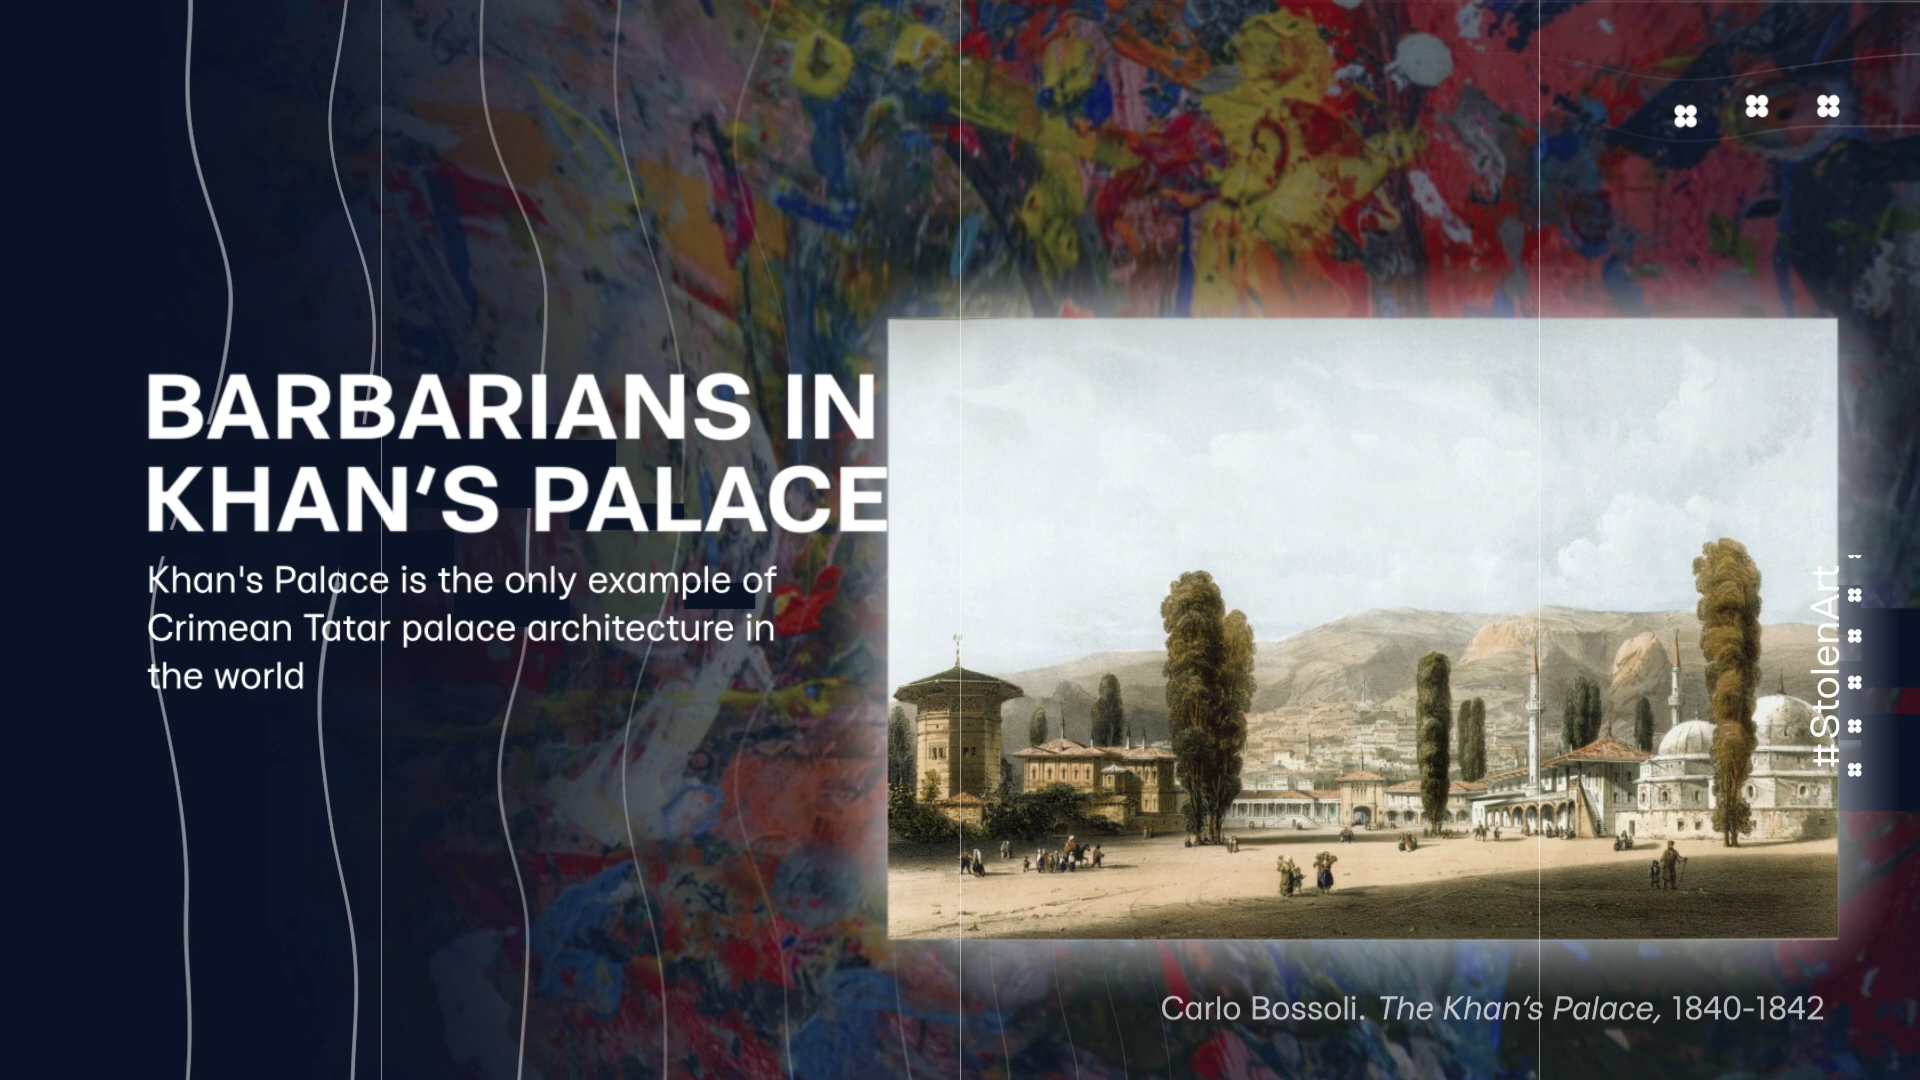 BARBARIANS IN
KHAN’S PALACE
Khan's Palace is the only example of
Crimean Tatar palace architecture in
the world
#StolenArt
Carlo Bossoli. The Khan’s Palace, 1840-1842